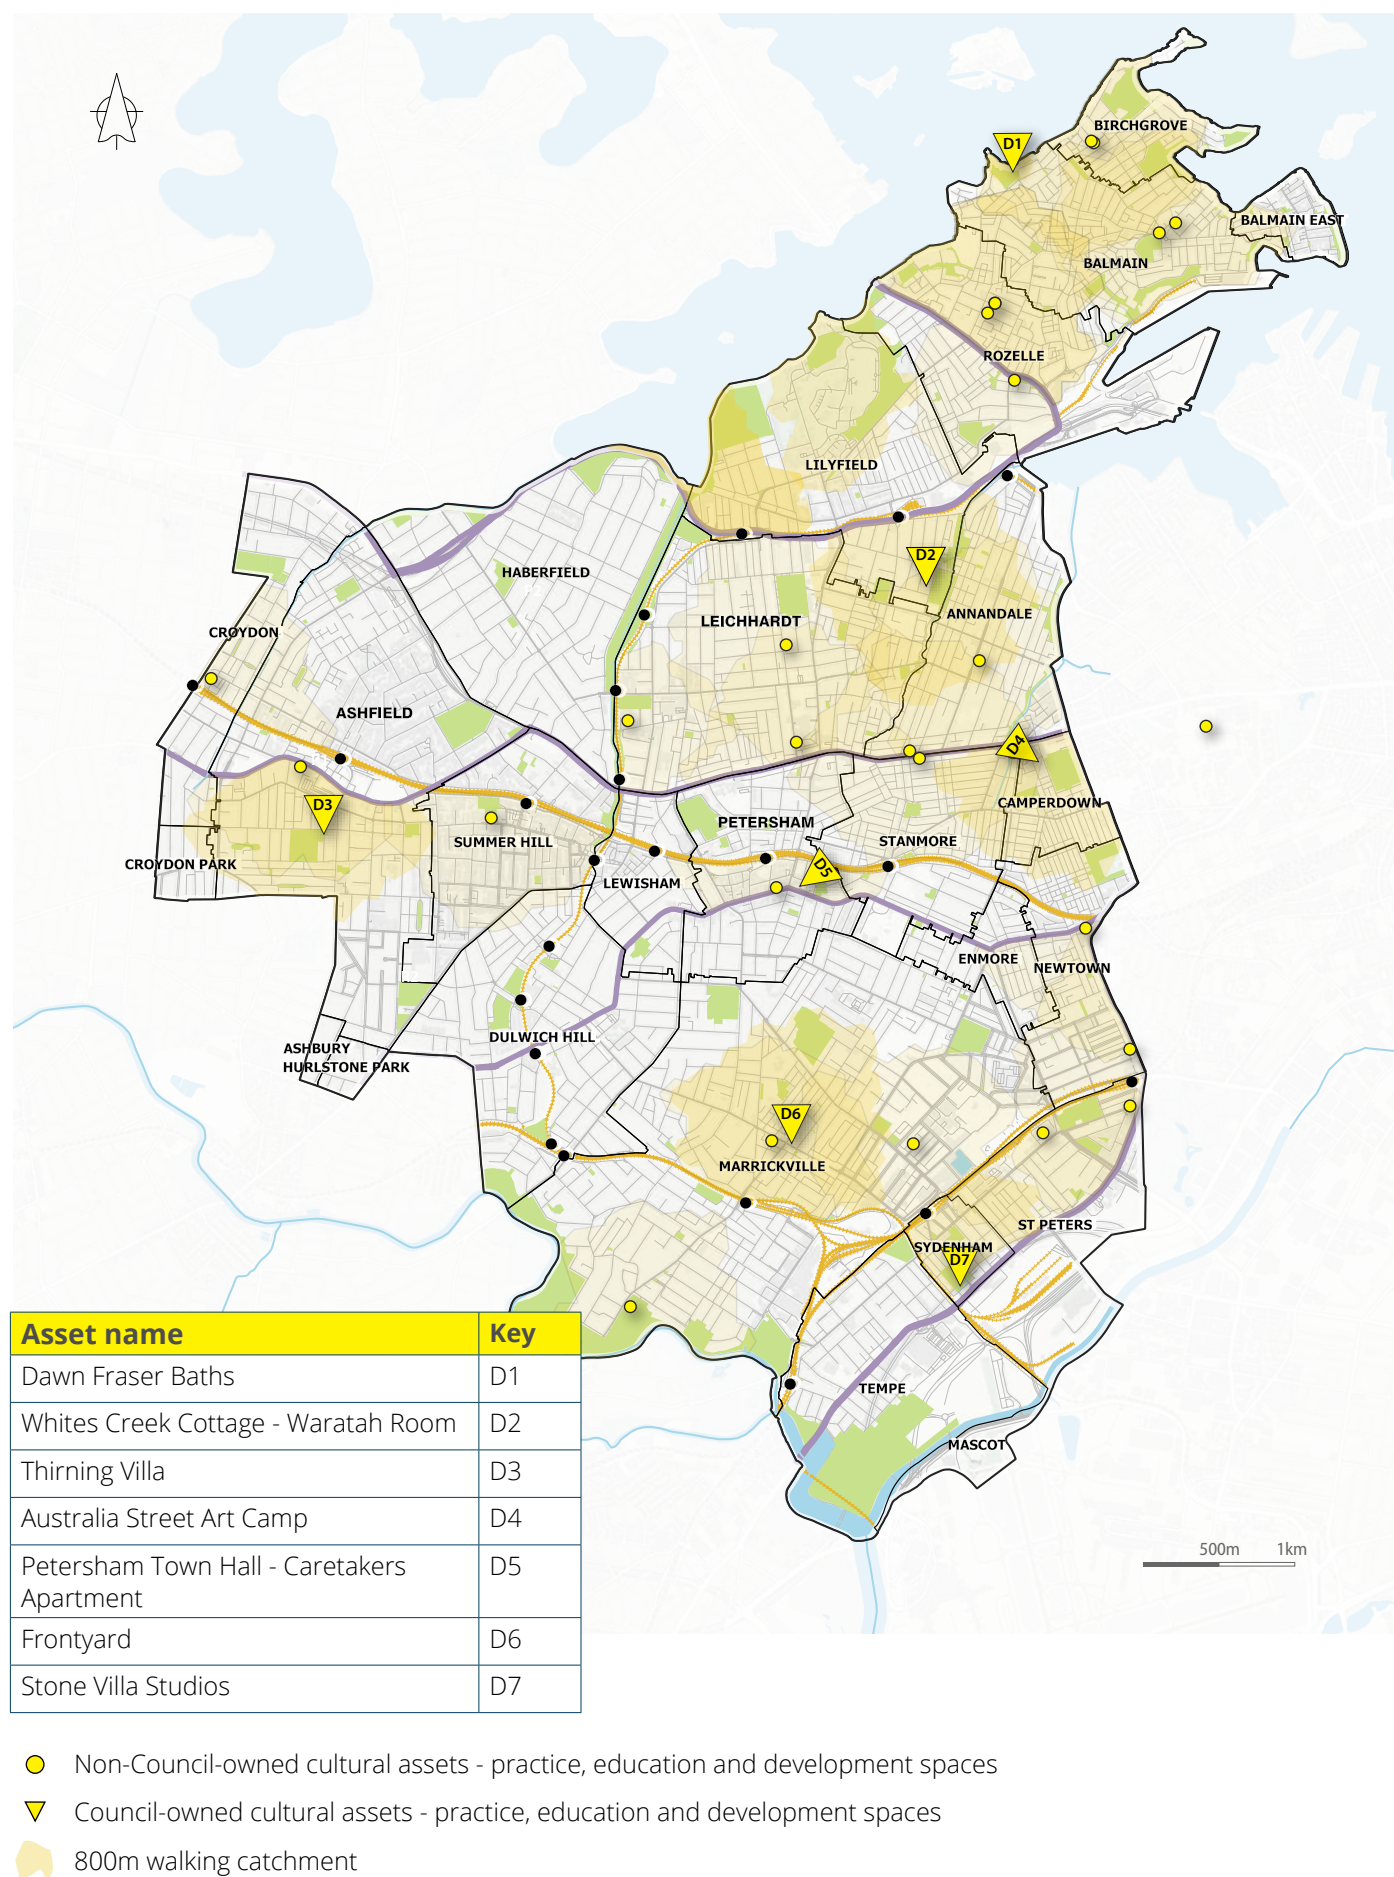 BIRCHGROVE
D1
BALMAIN EAST
BALMAIN
ROZELLE
LILYFIELD
D2
HABERFIELD
ANNANDALE
LEICHHARDT
CROYDON
ASHFIELD
D4
CAMPERDOWN
D3
PETERSHAM
STANMORE
SUMMER HILL
CROYDON PARK
D5
LEWISHAM
ENMORE
NEWTOWN
DULWICH HILL
ASHBURY
HURLSTONE PARK
D6
MARRICKVILLE
ST PETERS
SYDENHAM
D7
TEMPE
MASCOT
500m 1km
Asset name Key
Dawn Fraser Baths D1
Whites Creek Cottage - Waratah Room D2
Thirning Villa D3
Australia Street Art Camp D4
Petersham Town Hall - Caretakers D5
Apartment
Frontyard D6
Stone Villa Studios D7
Non-Council-owned cultural assets - practice, education and development spaces
Council-owned cultural assets - practice, education and development spaces
800m walking catchment